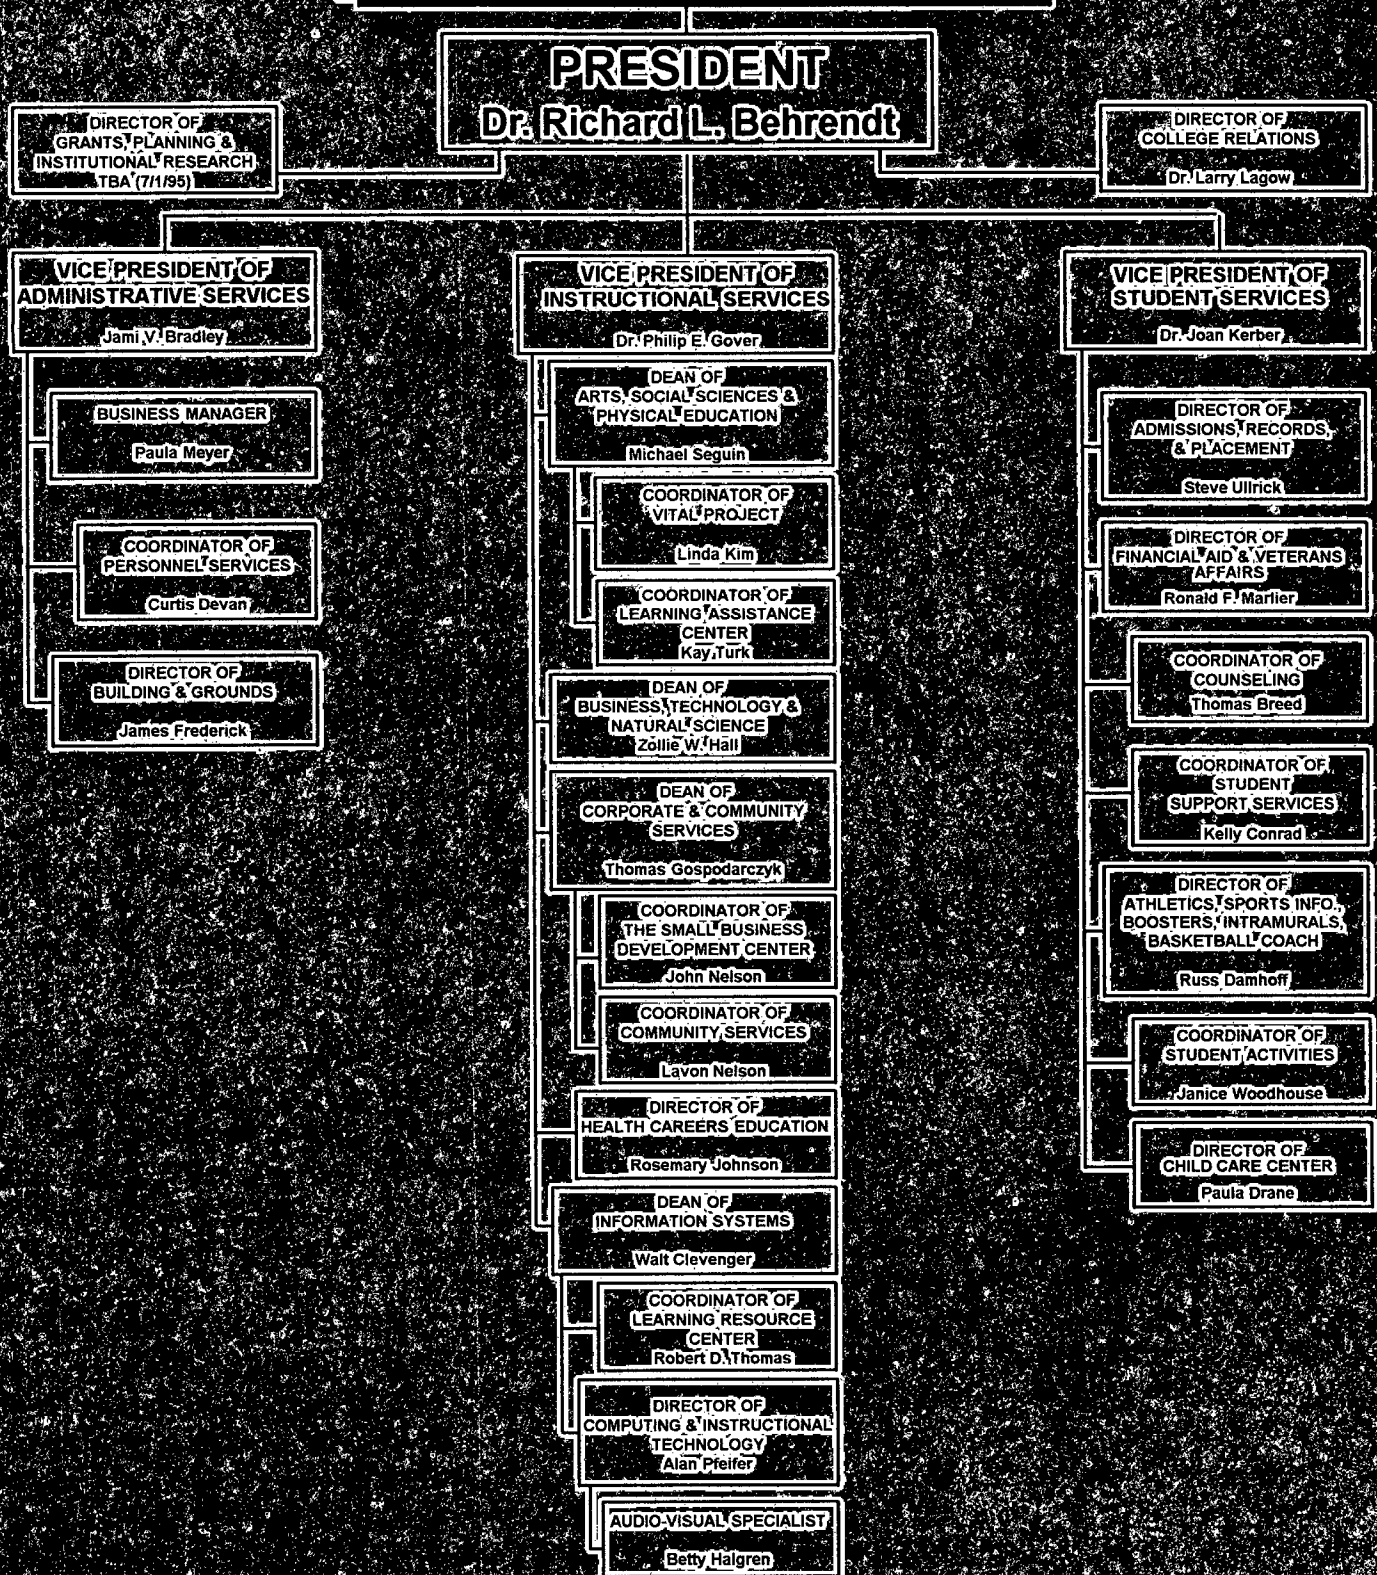 PRESIDENT
Dr. Richard L. Behrendt
DIRECTOR OF
GRANTS, PLANNING &
INSTITUTIONAL RESEARCH
TBA (7/1/95)
DIRECTOR OF
COLLEGE RELATIONS
Dr. Larry Lagow
VICE PRESIDENT OF
ADMINISTRATIVE SERVICES
Jami V. Bradley
BUSINESS MANAGER
Paula Meyer
COORDINATOR OF
PERSONNEL SERVICES
Curtis Devan
DIRECTOR OF
BUILDING & GROUNDS
James Frederick
VICE PRESIDENT OF
INSTRUCTIONAL SERVICES
Dr. Philip E. Gover
DEAN OF
ARTS, SOCIAL SCIENCES &
PHYSICAL EDUCATION
Michael Seguin
COORDINATOR OF
VITAL PROJECT
Linda Kim
COORDINATOR OF
LEARNING ASSISTANCE
CENTER
Kay Turk
DEAN OF
BUSINESS, TECHNOLOGY &
NATURAL SCIENCE
Zollie W. Hall
DEAN OF
CORPORATE & COMMUNITY
SERVICES
Thomas Gospodarczyk
COORDINATOR OF
THE SMALL BUSINESS
DEVELOPMENT CENTER
John Nelson
COORDINATOR OF
COMMUNITY SERVICES
Lavon Nelson
DIRECTOR OF
HEALTH CAREERS EDUCATION
Rosemary Johnson
DEAN OF
INFORMATION SYSTEMS
Walt Clevenger
COORDINATOR OF
LEARNING RESOURCE
CENTER
Robert D. Thomas
DIRECTOR OF
COMPUTING & INSTRUCTIONAL
TECHNOLOGY
Alan Pfeifer
AUDIO-VISUAL SPECIALIST
Betty Halgren
VICE PRESIDENT OF
STUDENT SERVICES
Dr. Joan Kerber
DIRECTOR OF
ADMISSIONS, RECORDS,
& PLACEMENT
Steve Ullrick
DIRECTOR OF
FINANCIAL AID & VETERANS
AFFAIRS
Ronald F. Marlier
COORDINATOR OF
COUNSELING
Thomas Breed
COORDINATOR OF
STUDENT
SUPPORT SERVICES
Kelly Conrad
DIRECTOR OF
ATHLETICS, SPORTS INFO.,
BOOSTERS, INTRAMURALS,
BASKETBALL COACH
Russ Damhoff
COORDINATOR OF
STUDENT ACTIVITIES
Janice Woodhouse
DIRECTOR OF
CHILD CARE CENTER
Paula Drane